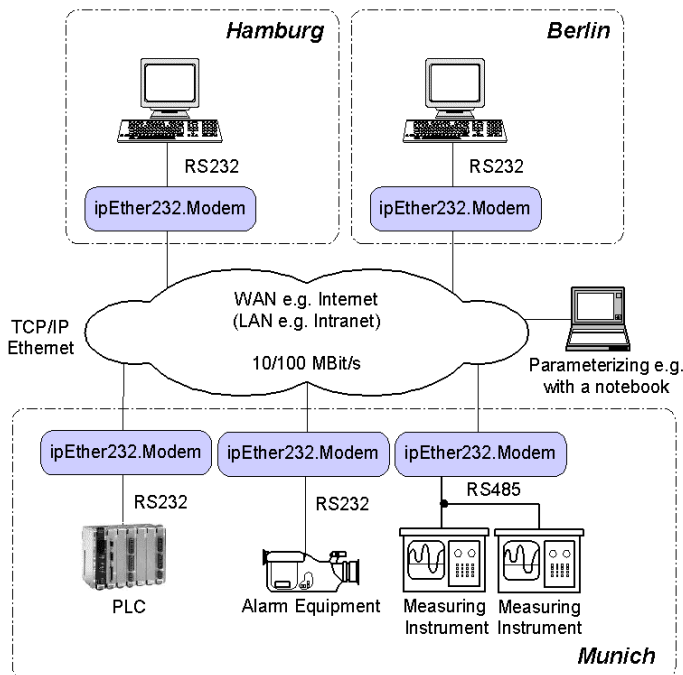 Hamburg
Berlin
RS232
RS232
ipEther232.Modem
ipEther232.Modem
WAN e.g. Internet
(LAN e.g. Intranet)
TCP/IP
Ethernet
10/100 MBit/s
Parameterizing e.g.
with a notebook
ipEther232.Modem
ipEther232.Modem
ipEther232.Modem
RS232
RS232
RS485
PLC
Alarm Equipment
Measuring
Instrument
Measuring
Instrument
Munich